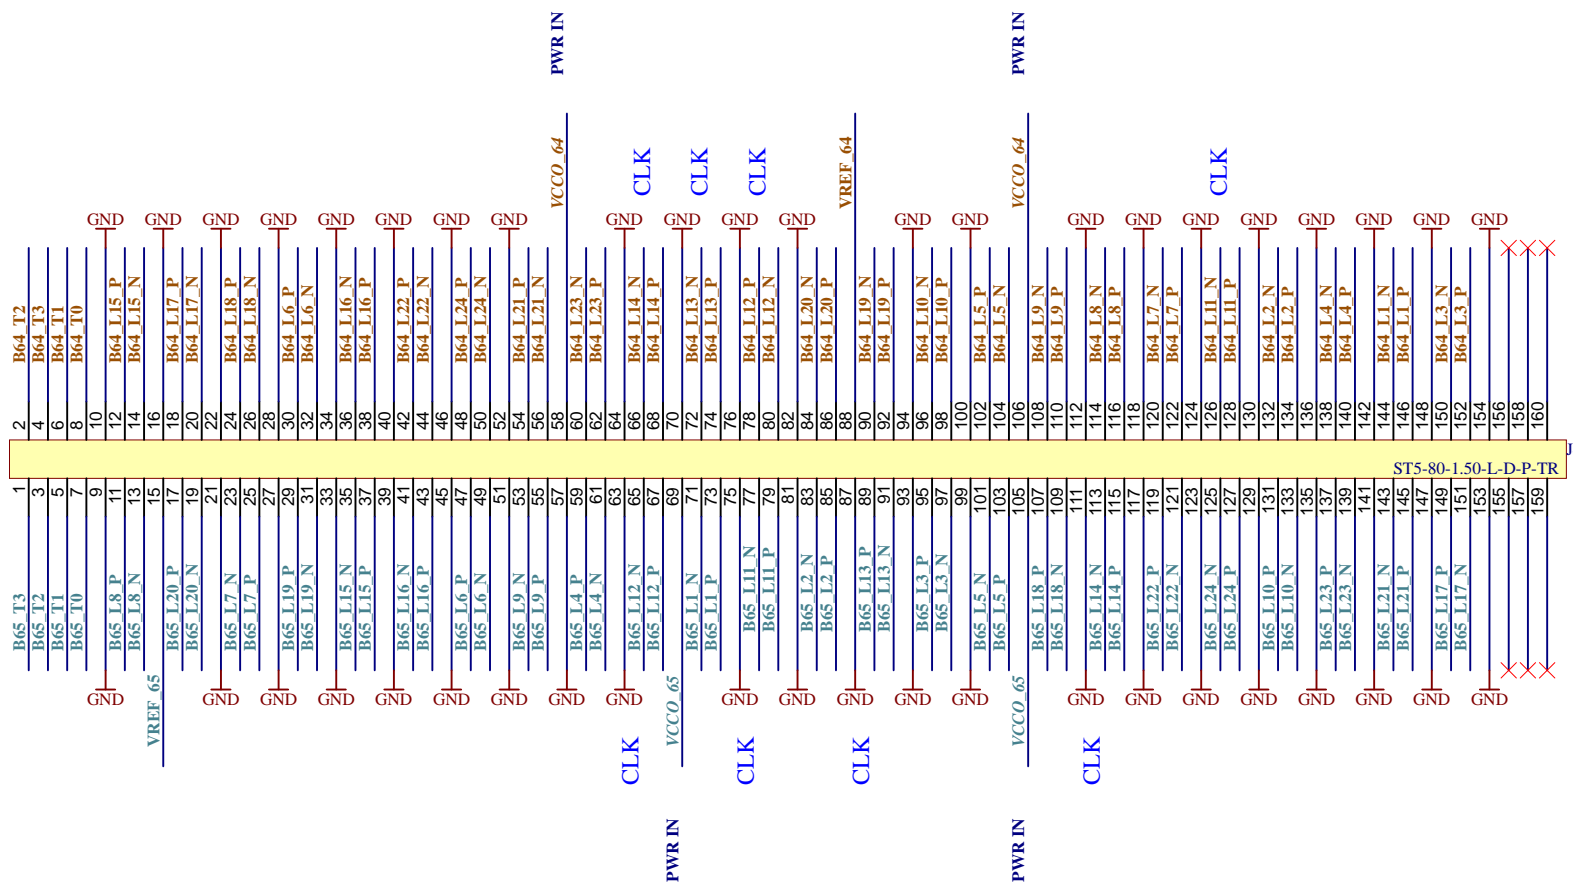 PWR IN PWR IN
VCCO_64 CLK CLK CLK VREF_64 VCCO_64 CLK
GND GND GND GND GND GND GND GND GND GND GND GND GND GND GND GND GND GND GND GND GND GND
B64_T2 B64_T3 B64_T1 B64_T0 B64_L15_P B64_L15_N B64_L17_P B64_L17_N B64_L18_P B64_L18_N B64_L6_P B64_L6_N B64_L16_N B64_L16_P B64_L22_P B64_L22_N B64_L24_P B64_L24_N B64_L21_P B64_L21_N B64_L23_N B64_L23_P B64_L14_N B64_L14_P B64_L13_N B64_L13_P B64_L12_P B64_L12_N B64_L20_N B64_L20_P B64_L19_N B64_L19_P B64_L10_N B64_L10_P B64_L5_P B64_L5_N B64_L9_N B64_L9_P B64_L8_N B64_L8_P B64_L7_N B64_L7_P B64_L11_N B64_L11_P B64_L2_N B64_L2_P B64_L4_N B64_L4_P B64_L1_N B64_L1_P B64_L3_N B64_L3_P
2 4 6 8 10 12 14 16 18 20 22 24 26 28 30 32 34 36 38 40 42 44 46 48 50 52 54 56 58 60 62 64 66 68 70 72 74 76 78 80 82 84 86 88 90 92 94 96 98 100 102 104 106 108 110 112 114 116 118 120 122 124 126 128 130 132 134 136 138 140 142 144 146 148 150 152 154 156 158 160
J
ST5-80-1.50-L-D-P-TR
1 3 5 7 9 11 13 15 17 19 21 23 25 27 29 31 33 35 37 39 41 43 45 47 49 51 53 55 57 59 61 63 65 67 69 71 73 75 77 79 81 83 85 87 89 91 93 95 97 99 101 103 105 107 109 111 113 115 117 119 121 123 125 127 129 131 133 135 137 139 141 143 145 147 149 151 153 155 157 159
B65_T3 B65_T2 B65_T1 B65_T0 B65_L8_P B65_L8_N B65_L20_P B65_L20_N B65_L7_N B65_L7_P B65_L19_P B65_L19_N B65_L15_N B65_L15_P B65_L16_N B65_L16_P B65_L6_P B65_L6_N B65_L9_N B65_L9_P B65_L4_P B65_L4_N B65_L12_N B65_L12_P B65_L1_N B65_L1_P B65_L11_N B65_L11_P B65_L2_N B65_L2_P B65_L13_P B65_L13_N B65_L3_P B65_L3_N B65_L5_N B65_L5_P B65_L18_P B65_L18_N B65_L14_N B65_L14_P B65_L22_P B65_L22_N B65_L24_N B65_L24_P B65_L10_P B65_L10_N B65_L23_P B65_L23_N B65_L21_N B65_L21_P B65_L17_P B65_L17_N
GND GND GND GND GND GND GND GND GND GND GND GND GND GND GND GND GND GND GND GND GND GND
VREF_65 VCCO_65 VCCO_65
CLK CLK CLK CLK
PWR IN PWR IN